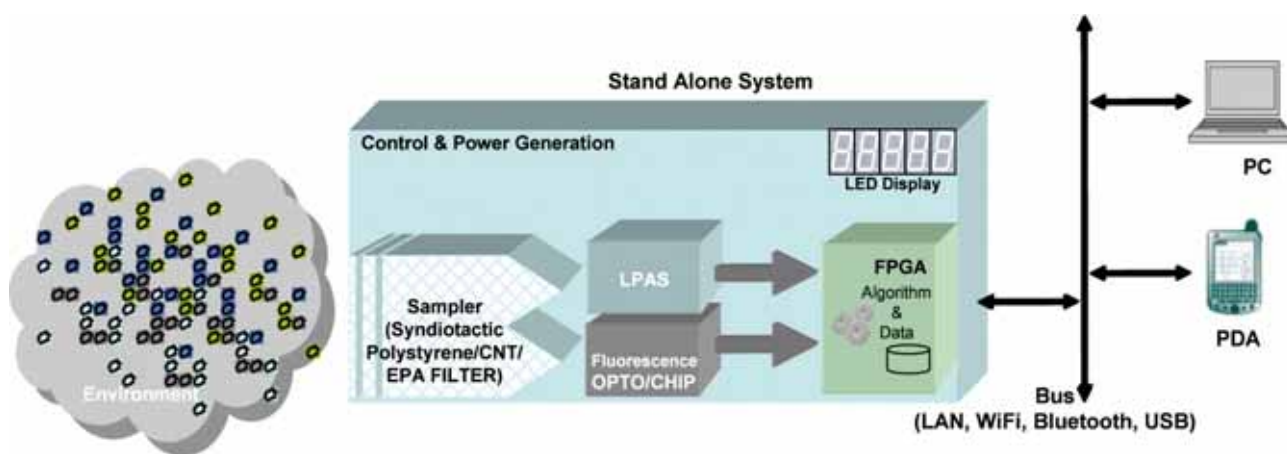 Stand Alone System
Control & Power Generation
LED Display
Environment
Sampler
(Syndiotactic
Polystyrene/CNT/
EPA FILTER)
LPAS
Fluorescence
OPTO/CHIP
FPGA
Algorithm
&
Data
PC
PDA
Bus
(LAN, WiFi, Bluetooth, USB)